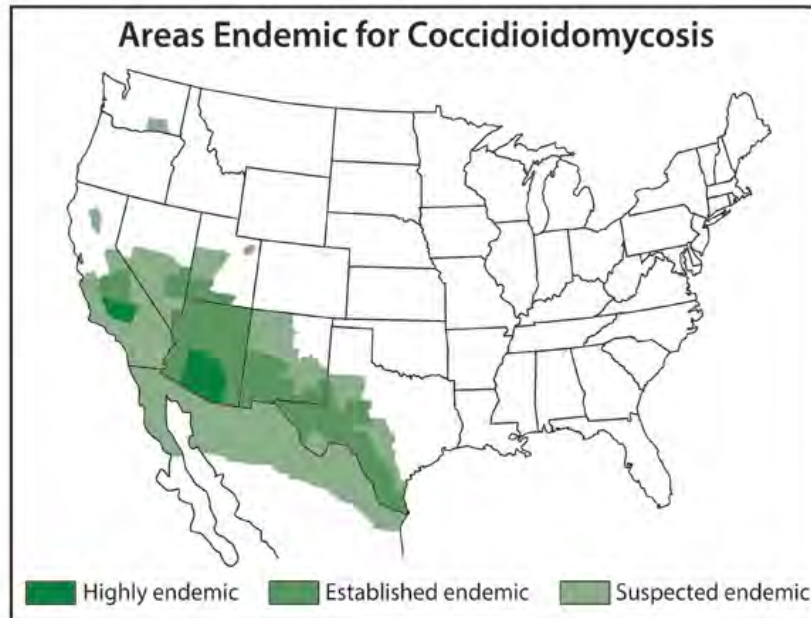 Areas Endemic for Coccidioidomycosis
Highly endemic Established endemic Suspected endemic